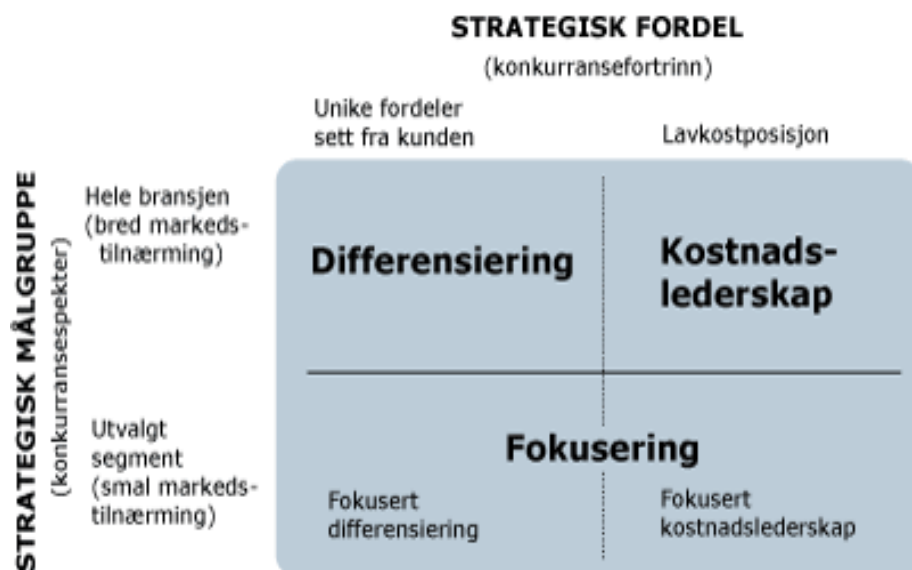 STRATEGISK FORDEL
(konkurransefortrinn)
Unike fordeler
sett fra kunden
Lavkostposisjon
STRATEGISK MÅLGRUPPE
(konkurransespekter)
Hele bransjen
(bred markeds-
tilnærming)
Differensiering
Kostnads-
lederskap
Utvalgt
segment
(smal markeds-
tilnærming)
Fokusering
Fokusert
differensiering
Fokusert
kostnadslederskap